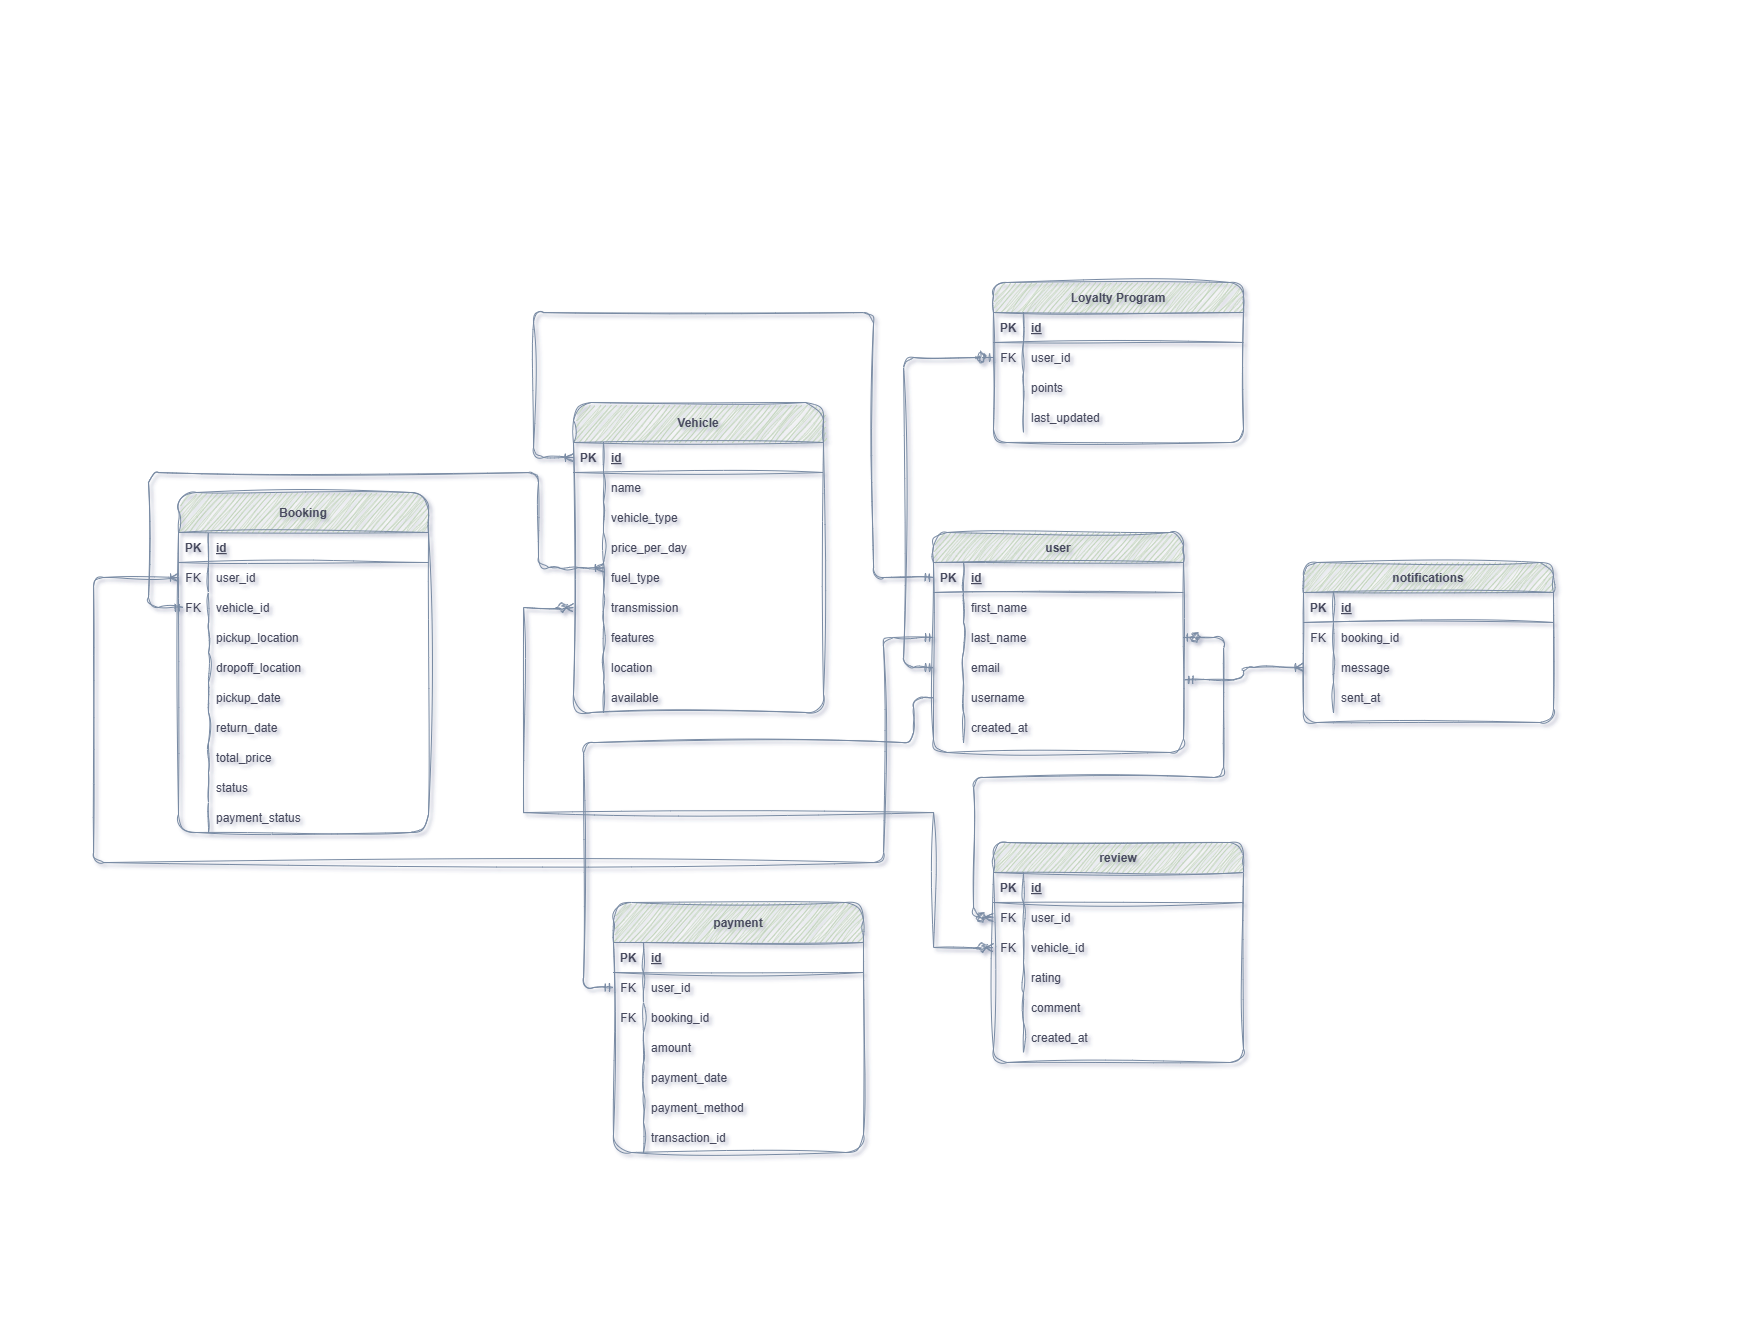 Loyalty Program
PK id
FK user_id
points
last_updated
Vehicle
PK id
name
vehicle_type
price_per_day
fuel_type
transmission
features
location
available
Booking
PK id
FK user_id
FK vehicle_id
pickup_location
dropoff_location
pickup_date
return_date
total_price
status
payment_status
user
PK id
first_name
last_name
email
username
created_at
notifications
PK id
FK booking_id
message
sent_at
review
PK id
FK user_id
FK vehicle_id
rating
comment
created_at
payment
PK id
FK user_id
FK booking_id
amount
payment_date
payment_method
transaction_id